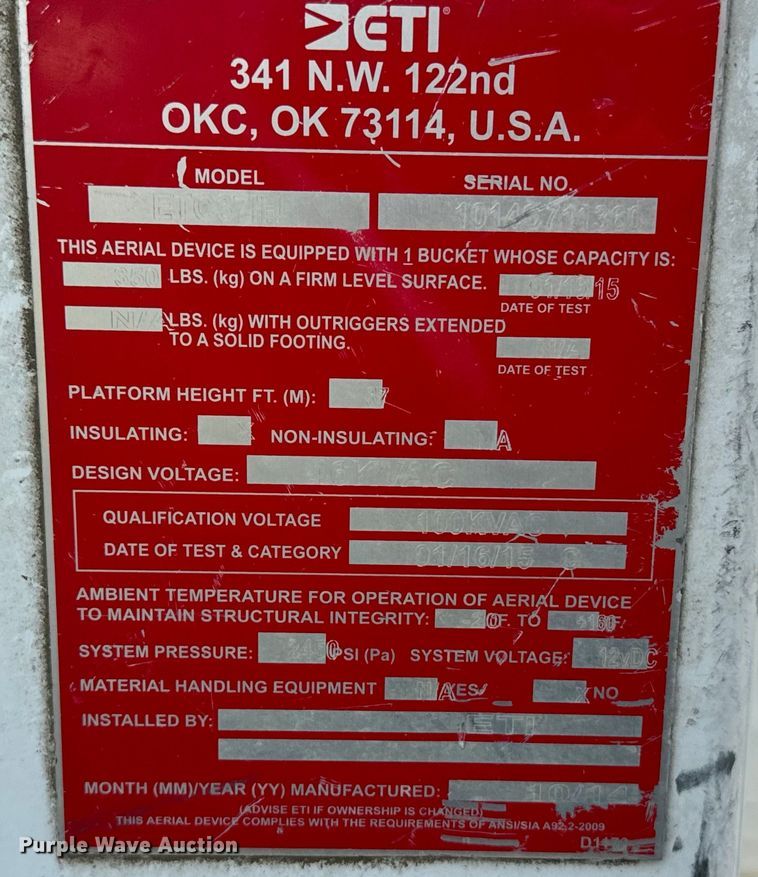 ETI
341 N.W. 122nd
OKC, OK 73114, U.S.A.
MODEL SERIAL NO.
THIS AERIAL DEVICE IS EQUIPPED WITH 1 BUCKET WHOSE CAPACITY IS:
350 LBS. (kg) ON A FIRM LEVEL SURFACE. 15
DATE OF TEST
N/A LBS. (kg) WITH OUTRIGGERS EXTENDED
TO A SOLID FOOTING. N/A
DATE OF TEST
PLATFORM HEIGHT FT. (M): 37
INSULATING: X NON-INSULATING: A
DESIGN VOLTAGE:
QUALIFICATION VOLTAGE 100KVAC
DATE OF TEST & CATEGORY 01/16/15 C
AMBIENT TEMPERATURE FOR OPERATION OF AERIAL DEVICE
TO MAINTAIN STRUCTURAL INTEGRITY: F. TO F.
SYSTEM PRESSURE: PSI (Pa) SYSTEM VOLTAGE: 12VDC
MATERIAL HANDLING EQUIPMENT N/A YES/ X NO
INSTALLED BY: ETI
MONTH (MM)/YEAR (YY) MANUFACTURED: 10/14
(ADVISE ETI IF OWNERSHIP IS CHANGED)
THIS AERIAL DEVICE COMPLIES WITH THE REQUIREMENTS OF ANSI/SIA A92.2-2009
Purple Wave Auction